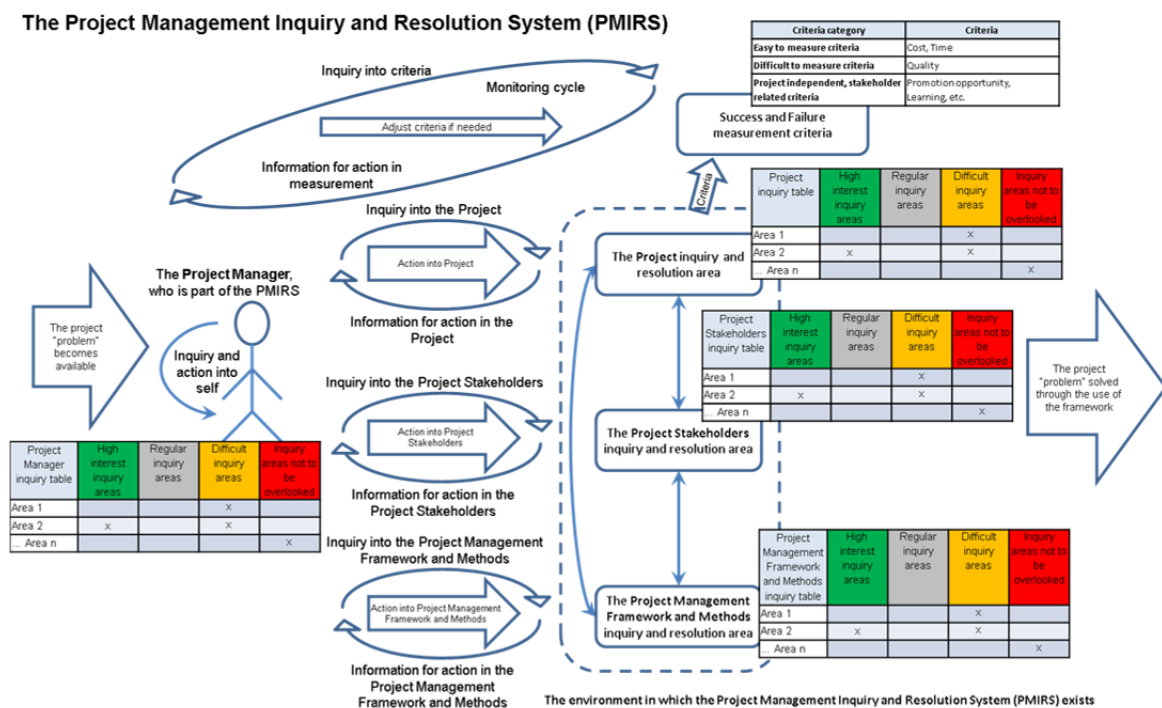 The Project Management Inquiry and Resolution System (PMIRS)
Criteria category Criteria
Easy to measure criteria Cost, Time
Difficult to measure criteria Quality
Project independent, stakeholder related criteria Promotion opportunity, Learning, etc.
Inquiry into criteria
Monitoring cycle
Adjust criteria if needed
Information for action in
measurement
Success and Failure
measurement criteria
Criteria
Project inquiry table High interest inquiry areas Regular inquiry areas Difficult inquiry areas Inquiry areas not to be overlooked
Area 1 x
Area 2 x x
... Area n x
Inquiry into the Project
Action into Project
Information for action in the
Project
The Project inquiry and
resolution area
The Project Manager,
who is part of the PMIRS
The project
"problem"
becomes
available
Inquiry and
action into
self
Project Stakeholders inquiry table High interest inquiry areas Regular inquiry areas Difficult inquiry areas Inquiry areas not to be overlooked
Area 1 x
Area 2 x x
... Area n x
The project
"problem" solved
through the use of
the framework
Inquiry into the Project Stakeholders
Action into Project
Stakeholders
Information for action in the
Project Stakeholders
The Project Stakeholders
inquiry and resolution area
Project Manager inquiry table High interest inquiry areas Regular inquiry areas Difficult inquiry areas Inquiry areas not to be overlooked
Area 1 x
Area 2 x x
... Area n x
Inquiry into the Project Management
Framework and Methods
Action into Project Management
Framework and Methods
Information for action in the
Project Management
Framework and Methods
The Project Management
Framework and Methods
inquiry and resolution area
Project Management Framework and Methods inquiry table High interest inquiry areas Regular inquiry areas Difficult inquiry areas Inquiry areas not to be overlooked
Area 1 x
Area 2 x x
... Area n x
The environment in which the Project Management Inquiry and Resolution System (PMIRS) exists